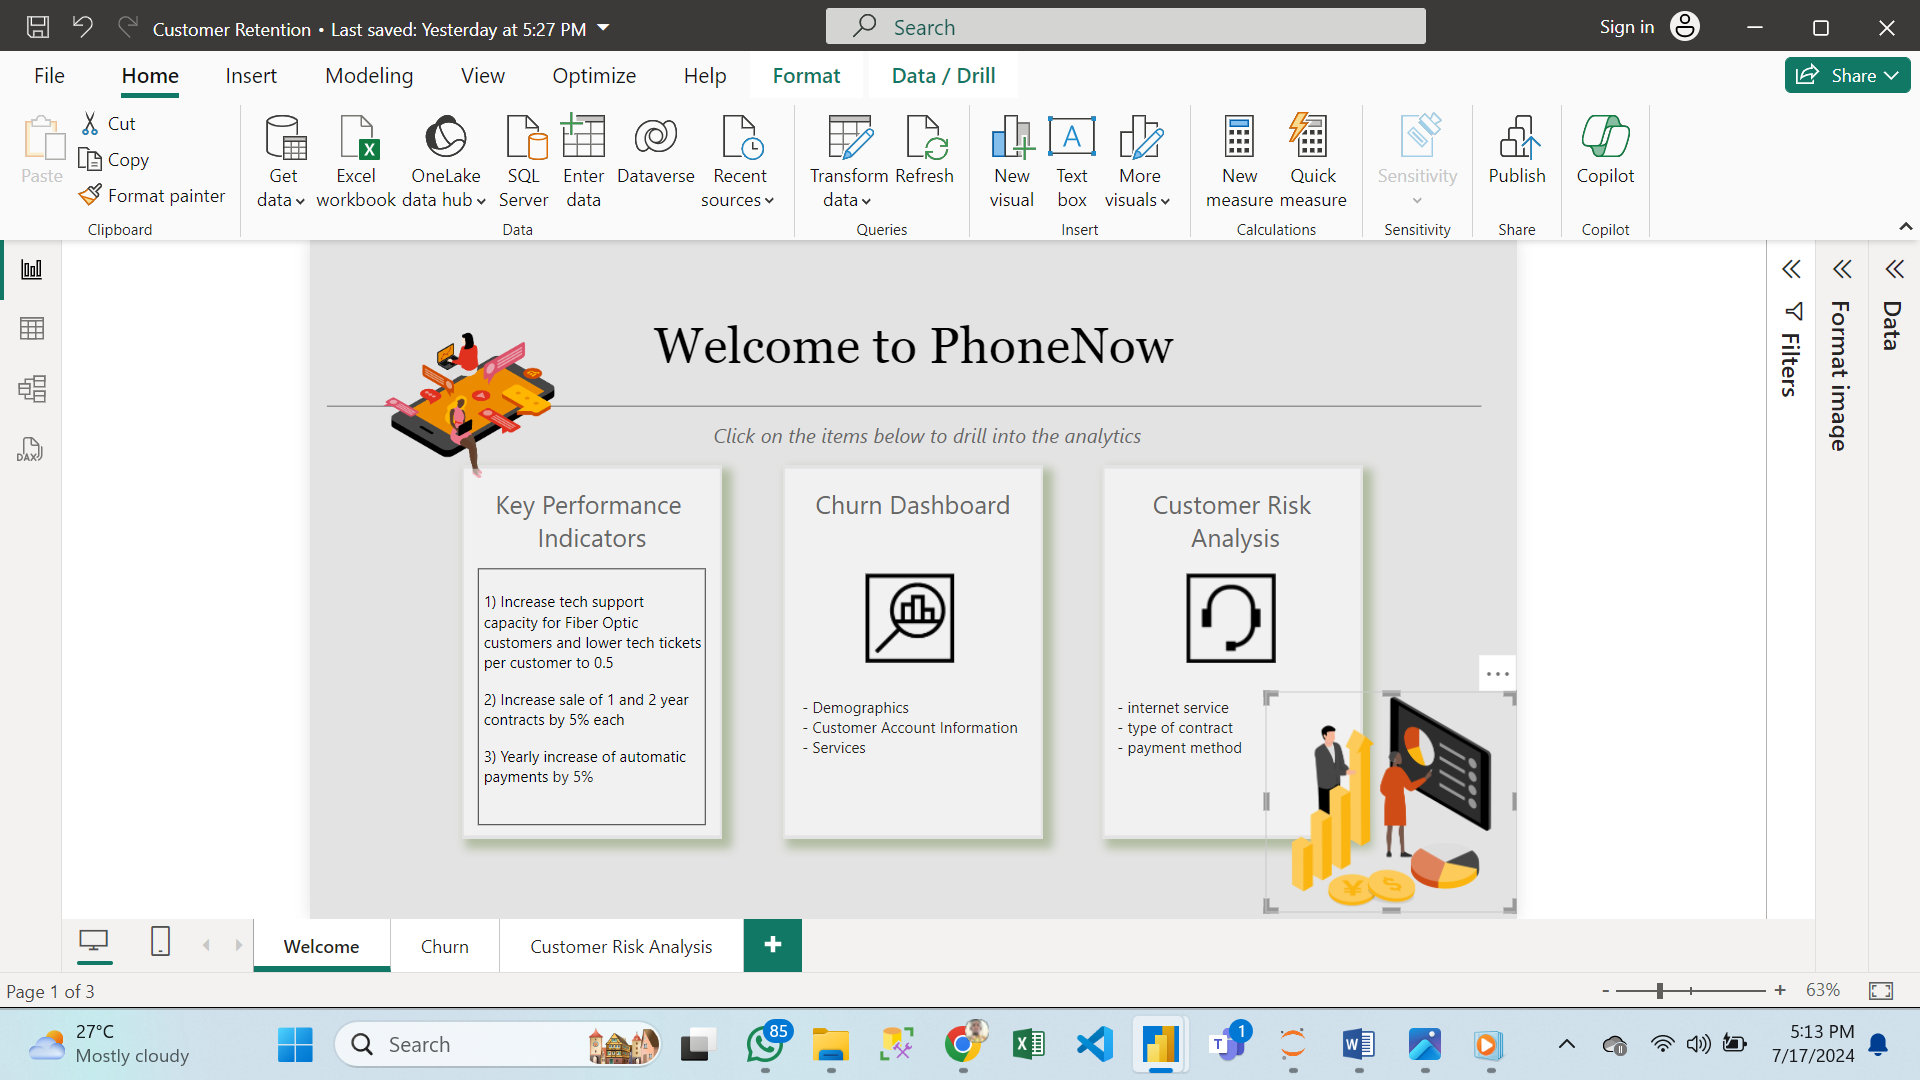 Customer Retention • Last saved: Yesterday at 5:27 PM
Search
Sign in
File
Home
Insert
Modeling
View
Optimize
Help
Format
Data / Drill
Share
Paste
Cut
Copy
Format painter
Clipboard
Get data
Excel workbook
OneLake data hub
SQL Server
Enter data
Dataverse
Recent sources
Data
Transform data
Refresh
Queries
New visual
A
Text box
More visuals
Insert
New measure
Quick measure
Calculations
Sensitivity
Sensitivity
Publish
Share
Copilot
Copilot
DAX
Filters
Format image
Data
Welcome to PhoneNow
Click on the items below to drill into the analytics
Key Performance
Indicators
1) Increase tech support
capacity for Fiber Optic
customers and lower tech tickets
per customer to 0.5
2) Increase sale of 1 and 2 year
contracts by 5% each
3) Yearly increase of automatic
payments by 5%
Churn Dashboard
- Demographics
- Customer Account Information
- Services
Customer Risk
Analysis
- internet service
- type of contract
- payment method
¥
$
Welcome
Churn
Customer Risk Analysis
+
Page 1 of 3
- + 63%
27°C
Mostly cloudy
Search
85
1
5:13 PM
7/17/2024